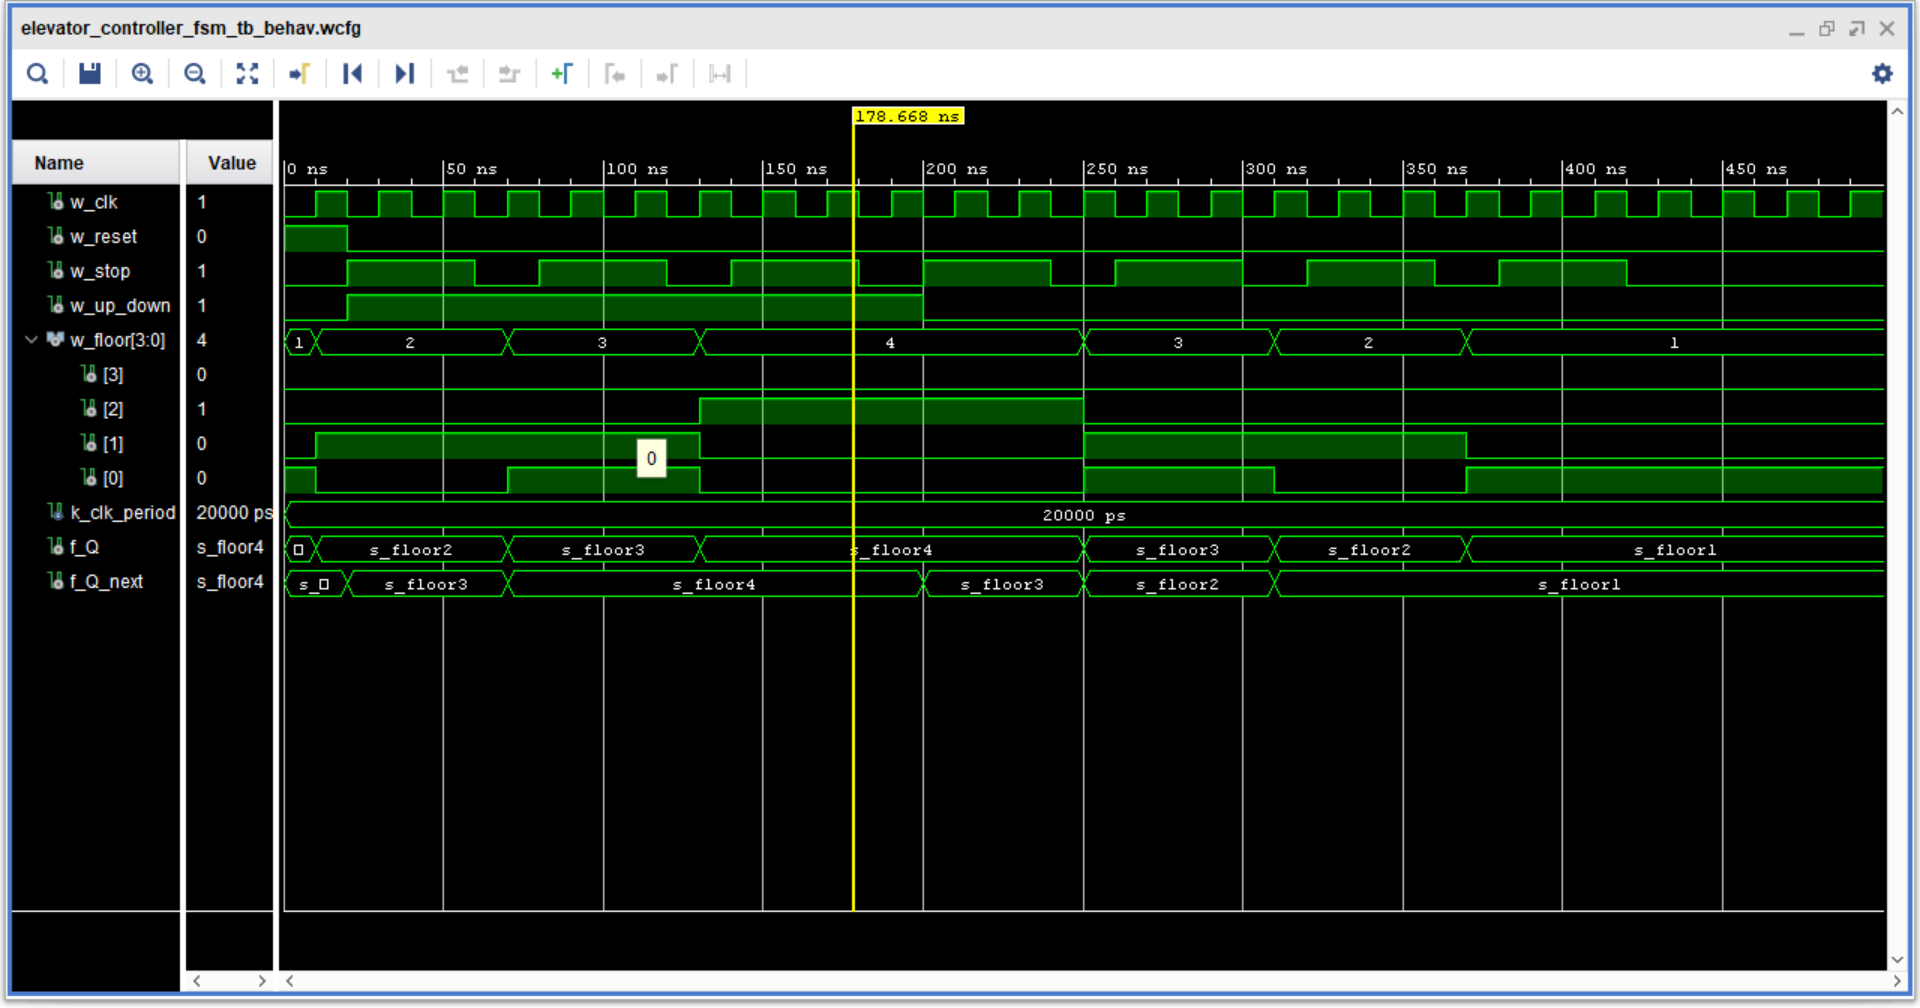 elevator_controller_fsm_tb_behav.wcfg
178.668 ns
Name Value 0 ns 50 ns 100 ns 150 ns 200 ns 250 ns 300 ns 350 ns 400 ns 450 ns
w_clk 1
w_reset 0
w_stop 1
w_up_down 1
w_floor[3:0] 4 1 2 3 4 3 2 1
[3] 0
[2] 1
[1] 0
0
[0] 0
k_clk_period 20000 ps 20000 ps
f_Q s_floor4 s_floor2 s_floor3 s_floor4 s_floor3 s_floor2 s_floor1
f_Q_next s_floor4 s_ s_floor3 s_floor4 s_floor3 s_floor2 s_floor1